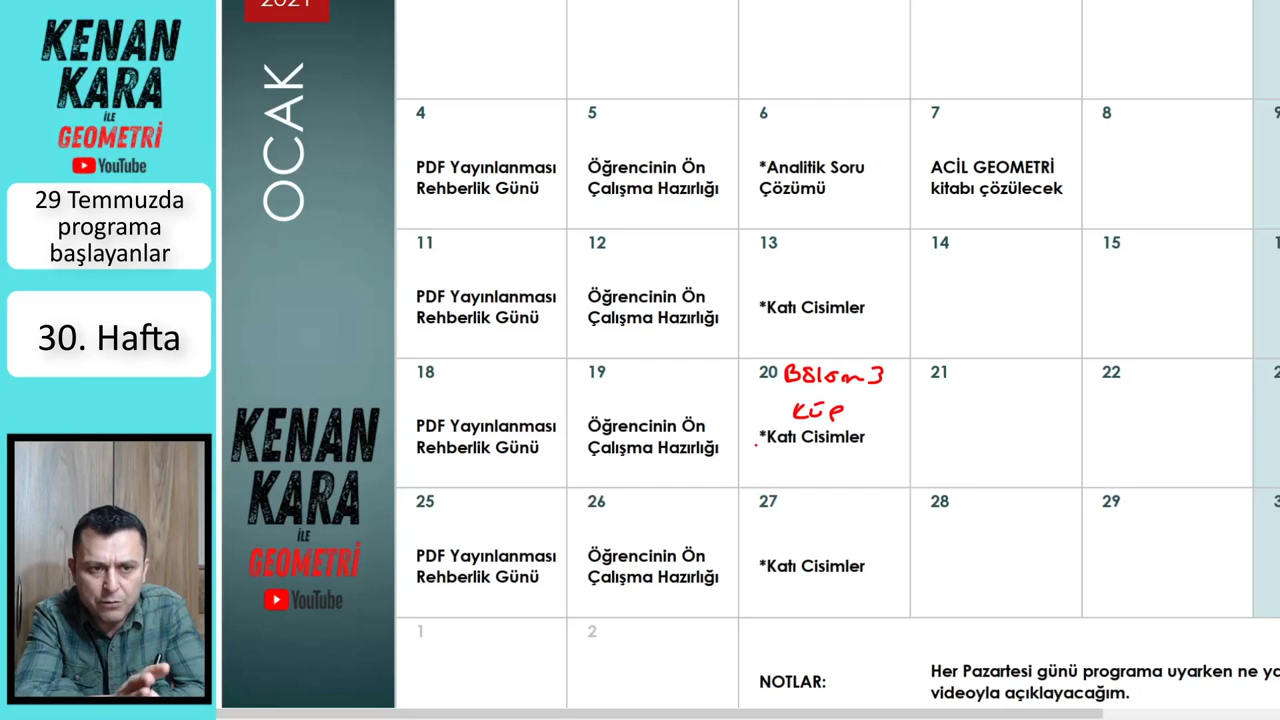 KENAN
KARA
İLE
GEOMETRİ
YouTube
29 Temmuzda
programa
başlayanlar
30. Hafta
2021
OCAK
KENAN
KARA
İLE
GEOMETRİ
YouTube
4
PDF Yayınlanması
Rehberlik Günü
5
Öğrencinin Ön
Çalışma Hazırlığı
6
*Analitik Soru
Çözümü
7
ACİL GEOMETRİ
kitabı çözülecek
8
11
PDF Yayınlanması
Rehberlik Günü
12
Öğrencinin Ön
Çalışma Hazırlığı
13
*Katı Cisimler
14
15
18
PDF Yayınlanması
Rehberlik Günü
19
Öğrencinin Ön
Çalışma Hazırlığı
20 Bölüm 3
Küp
*Katı Cisimler
21
22
25
PDF Yayınlanması
Rehberlik Günü
26
Öğrencinin Ön
Çalışma Hazırlığı
27
*Katı Cisimler
28
29
1
2
NOTLAR:
Her Pazartesi günü programa uyarken ne
videoyla açıklayacağım.